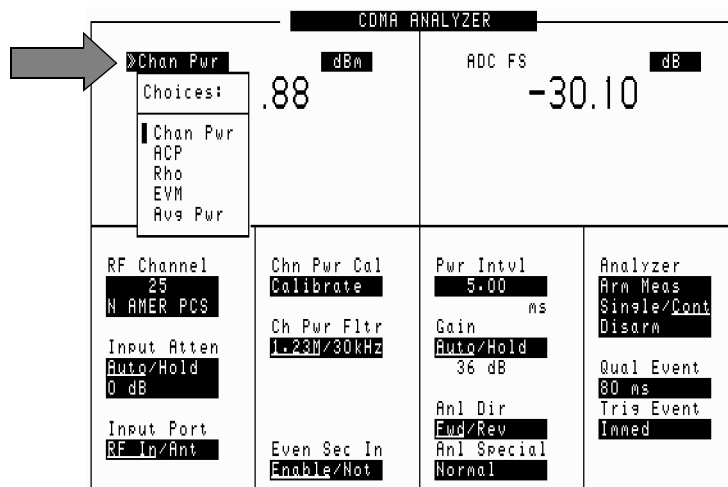 CDMA ANALYZER
»Chan Pwr
dBm
.88
Choices:
Chan Pwr
ACP
Rho
EVM
Avg Pwr
ADC FS
dB
-30.10
RF Channel
25
N AMER PCS
Input Atten
Auto/Hold
0 dB
Input Port
RF In/Ant
Chn Pwr Cal
Calibrate
Ch Pwr Fltr
1.23M/30kHz
Even Sec In
Enable/Not
Pwr Intvl
5.00
ms
Gain
Auto/Hold
36 dB
Anl Dir
Fwd/Rev
Anl Special
Normal
Analyzer
Arm Meas
Single/Cont
Disarm
Qual Event
80 ms
Trig Event
Immed